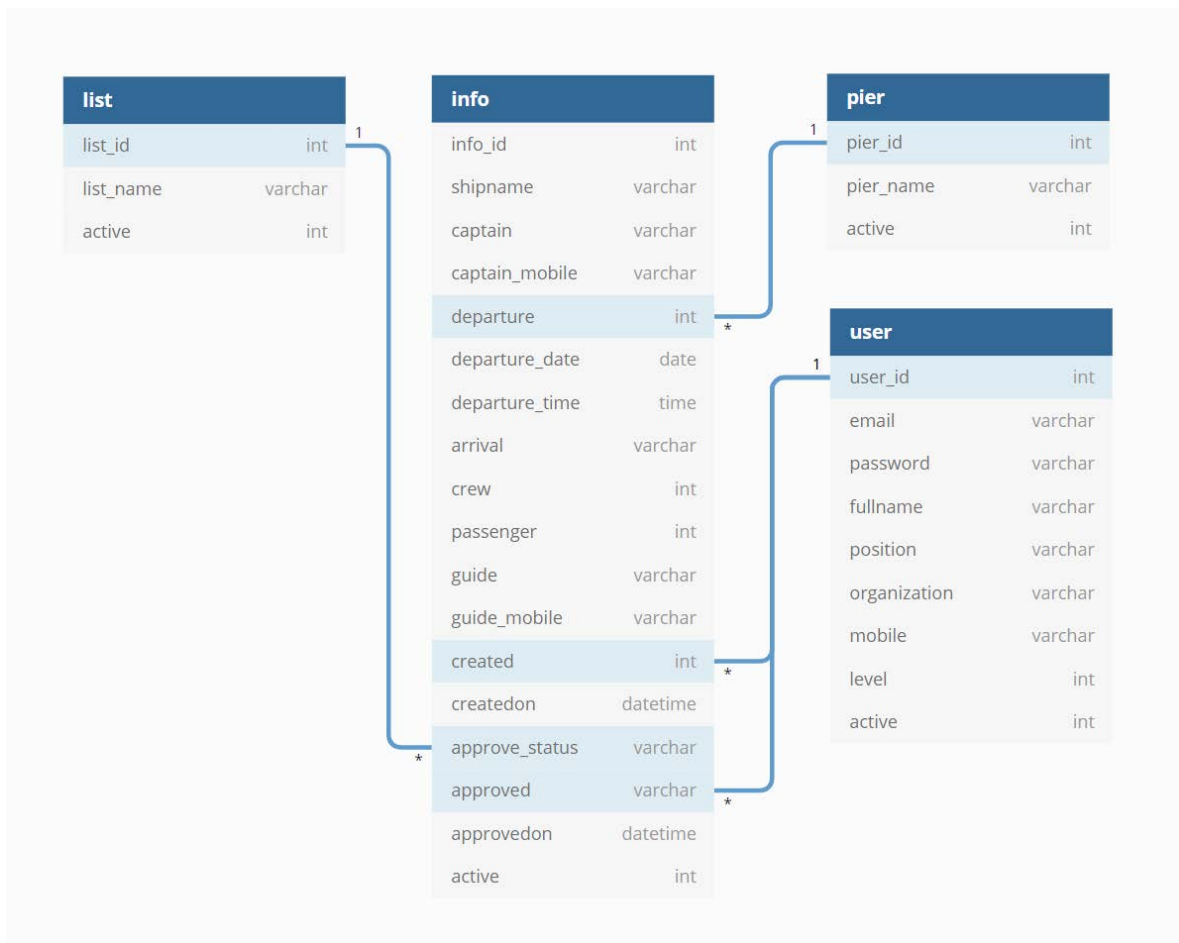 list
list_id int
list_name varchar
active int
1
*
info
info_id int
shipname varchar
captain varchar
captain_mobile varchar
departure int
departure_date date
departure_time time
arrival varchar
crew int
passenger int
guide varchar
guide_mobile varchar
created int
createdon datetime
approve_status varchar
approved varchar
approvedon datetime
active int
*
*
*
1
pier
pier_id int
pier_name varchar
active int
1
user
user_id int
email varchar
password varchar
fullname varchar
position varchar
organization varchar
mobile varchar
level int
active int